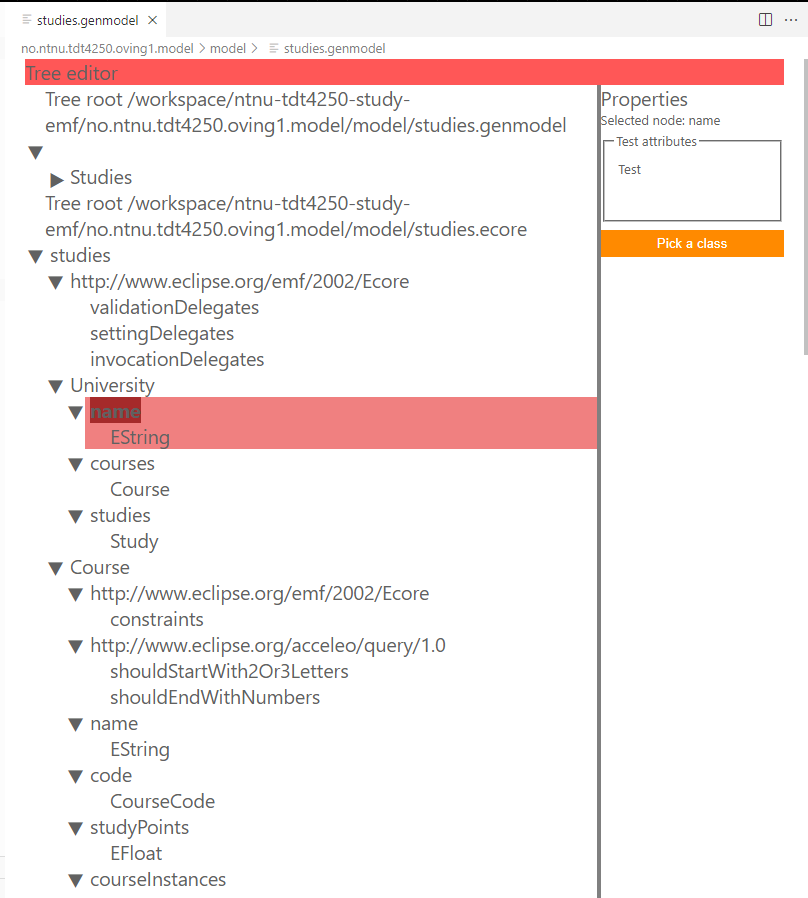 studies.genmodel
no.ntnu.tdt4250.oving1.model > model > studies.genmodel
Tree editor
Tree root /workspace/ntnu-tdt4250-study-
emf/no.ntnu.tdt4250.oving1.model/model/studies.genmodel
Studies
Tree root /workspace/ntnu-tdt4250-study-
emf/no.ntnu.tdt4250.oving1.model/model/studies.ecore
studies
http://www.eclipse.org/emf/2002/Ecore
validationDelegates
settingDelegates
invocationDelegates
University
name
EString
courses
Course
studies
Study
Course
http://www.eclipse.org/emf/2002/Ecore
constraints
http://www.eclipse.org/acceleo/query/1.0
shouldStartWith2Or3Letters
shouldEndWithNumbers
name
EString
code
CourseCode
studyPoints
EFloat
courseInstances
Properties
Selected node: name
Test attributes
Test
Pick a class